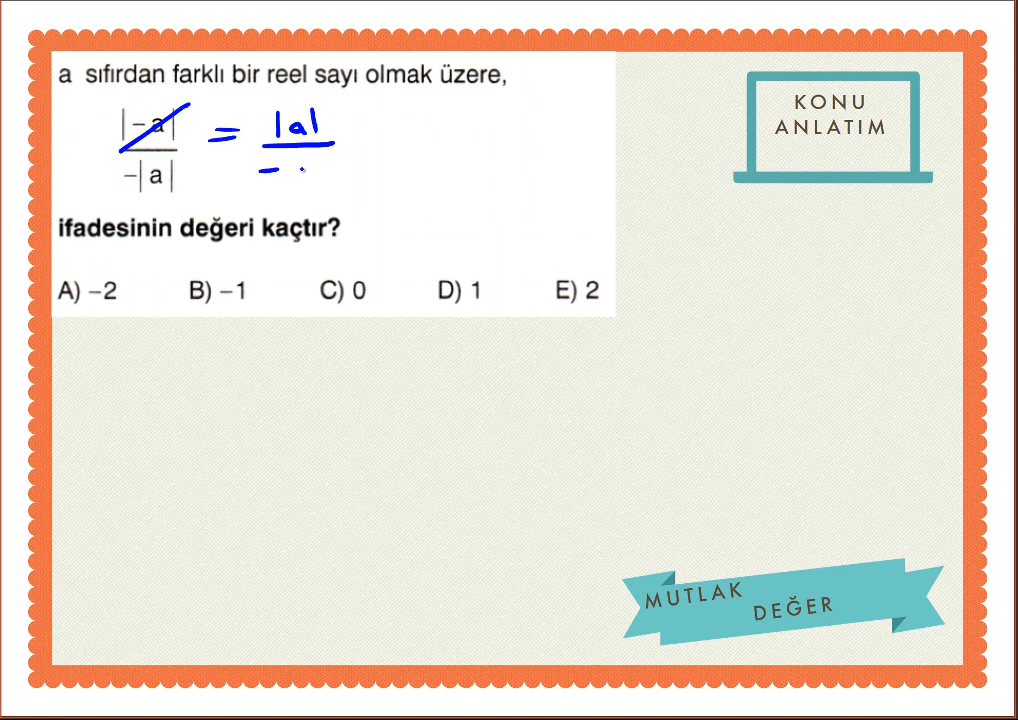 a sıfırdan farklı bir reel sayı olmak üzere,
|-a| / -|a| = |a| / -
ifadesinin değeri kaçtır?
A) -2 B) -1 C) 0 D) 1 E) 2
KONU
ANLATIM
MUTLAK
DEĞER